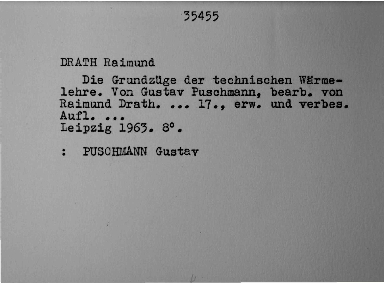 35455
DRATH Raimund
Die Grundzüge der technischen Wärme-
lehre. Von Gustav Puschmann, bearb. von
Raimund Drath. ... 17., erw. und verbes.
Aufl. ...
Leipzig 1963. 8°.
: PUSCHMANN Gustav